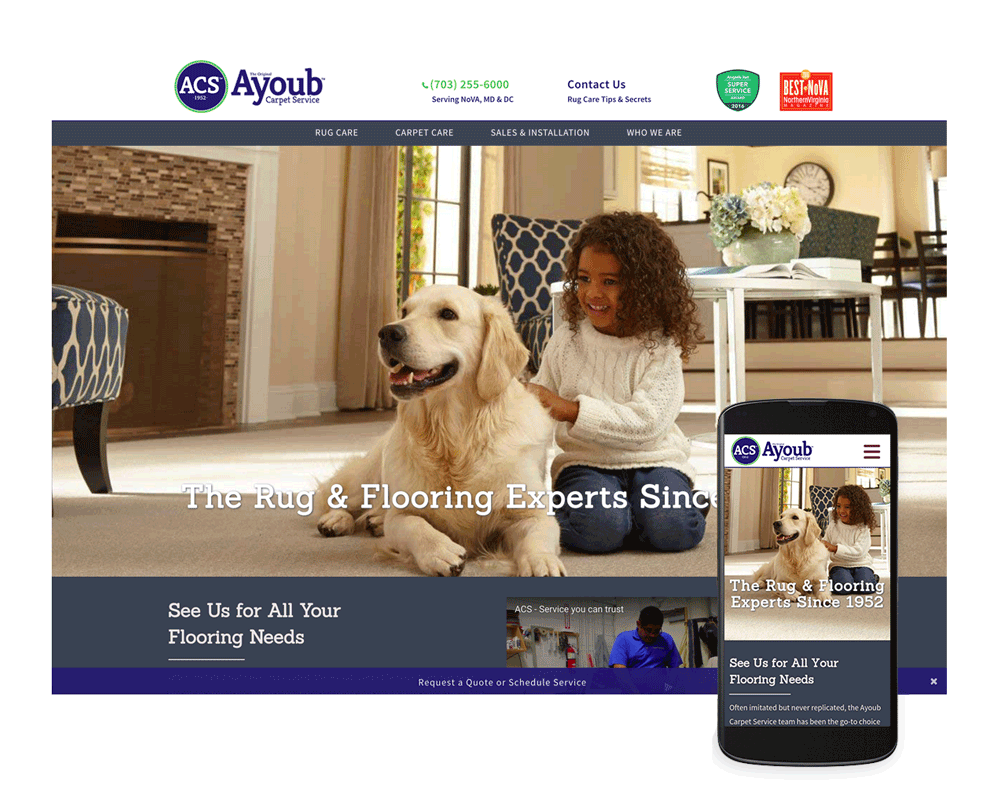 ACS
1952
The Original
Ayoub
Carpet Service
(703) 255-6000
Serving NoVA, MD & DC
Contact Us
Rug Care Tips & Secrets
SUPER
SERVICE
AWARD
2016
BEST of NoVA
Northern Virginia
MAGAZINE
RUG CARE
CARPET CARE
SALES & INSTALLATION
WHO WE ARE
The Rug & Flooring Experts Since
See Us for All Your
Flooring Needs
ACS - Service you can trust
Request a Quote or Schedule Service
ACS
Ayoub
Carpet Service
The Rug & Flooring
Experts Since 1952
See Us for All Your
Flooring Needs
Often imitated but never replicated, the Ayoub
Carpet Service team has been the go-to choice